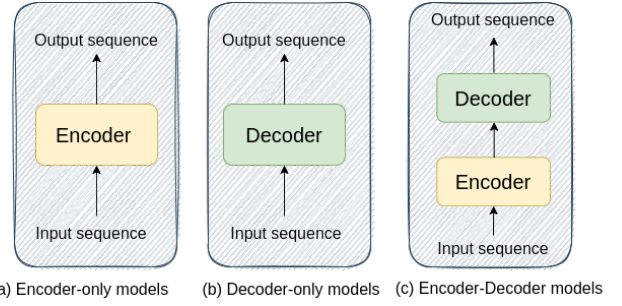 Output sequence
Encoder
Input sequence
a) Encoder-only models
Output sequence
Decoder
Input sequence
(b) Decoder-only models
Output sequence
Decoder
Encoder
Input sequence
(c) Encoder-Decoder models